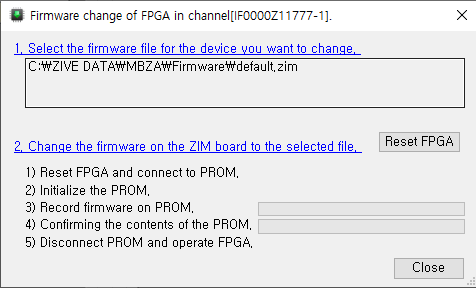 Firmware change of FPGA in channel[IF0000Z11777-1].
1. Select the firmware file for the device you want to change.
C:₩ZIVE DATA₩MBZA₩Firmware₩default.zim
2. Change the firmware on the ZIM board to the selected file.
Reset FPGA
1) Reset FPGA and connect to PROM.
2) Initialize the PROM.
3) Record firmware on PROM.
4) Confirming the contents of the PROM.
5) Disconnect PROM and operate FPGA.
Close